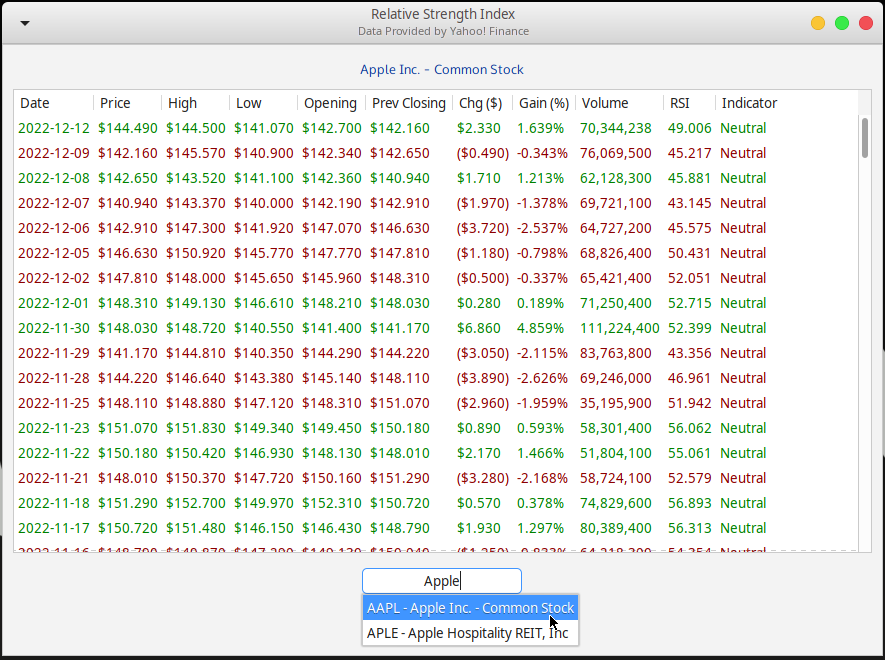 Relative Strength Index
Data Provided by Yahoo! Finance
Apple Inc. - Common Stock
Date Price High Low Opening Prev Closing Chg ($) Gain (%) Volume RSI Indicator
2022-12-12 $144.490 $144.500 $141.070 $142.700 $142.160 $2.330 1.639% 70,344,238 49.006 Neutral
2022-12-09 $142.160 $145.570 $140.900 $142.340 $142.650 ($0.490) -0.343% 76,069,500 45.217 Neutral
2022-12-08 $142.650 $143.520 $141.100 $142.360 $140.940 $1.710 1.213% 62,128,300 45.881 Neutral
2022-12-07 $140.940 $143.370 $140.000 $142.190 $142.910 ($1.970) -1.378% 69,721,100 43.145 Neutral
2022-12-06 $142.910 $147.300 $141.920 $147.070 $146.630 ($3.720) -2.537% 64,727,200 45.575 Neutral
2022-12-05 $146.630 $150.920 $145.770 $147.770 $147.810 ($1.180) -0.798% 68,826,400 50.431 Neutral
2022-12-02 $147.810 $148.000 $145.650 $145.960 $148.310 ($0.500) -0.337% 65,421,400 52.051 Neutral
2022-12-01 $148.310 $149.130 $146.610 $148.210 $148.030 $0.280 0.189% 71,250,400 52.715 Neutral
2022-11-30 $148.030 $148.720 $140.550 $141.400 $141.170 $6.860 4.859% 111,224,400 52.399 Neutral
2022-11-29 $141.170 $144.810 $140.350 $144.290 $144.220 ($3.050) -2.115% 83,763,800 43.356 Neutral
2022-11-28 $144.220 $146.640 $143.380 $145.140 $148.110 ($3.890) -2.626% 69,246,000 46.961 Neutral
2022-11-25 $148.110 $148.880 $147.120 $148.310 $151.070 ($2.960) -1.959% 35,195,900 51.942 Neutral
2022-11-23 $151.070 $151.830 $149.340 $149.450 $150.180 $0.890 0.593% 58,301,400 56.062 Neutral
2022-11-22 $150.180 $150.420 $146.930 $148.130 $148.010 $2.170 1.466% 51,804,100 55.061 Neutral
2022-11-21 $148.010 $150.370 $147.720 $150.160 $151.290 ($3.280) -2.168% 58,724,100 52.579 Neutral
2022-11-18 $151.290 $152.700 $149.970 $152.310 $150.720 $0.570 0.378% 74,829,600 56.893 Neutral
2022-11-17 $150.720 $151.480 $146.150 $146.430 $148.790 $1.930 1.297% 80,389,400 56.313 Neutral
Apple
AAPL - Apple Inc. - Common Stock
APLE - Apple Hospitality REIT, Inc